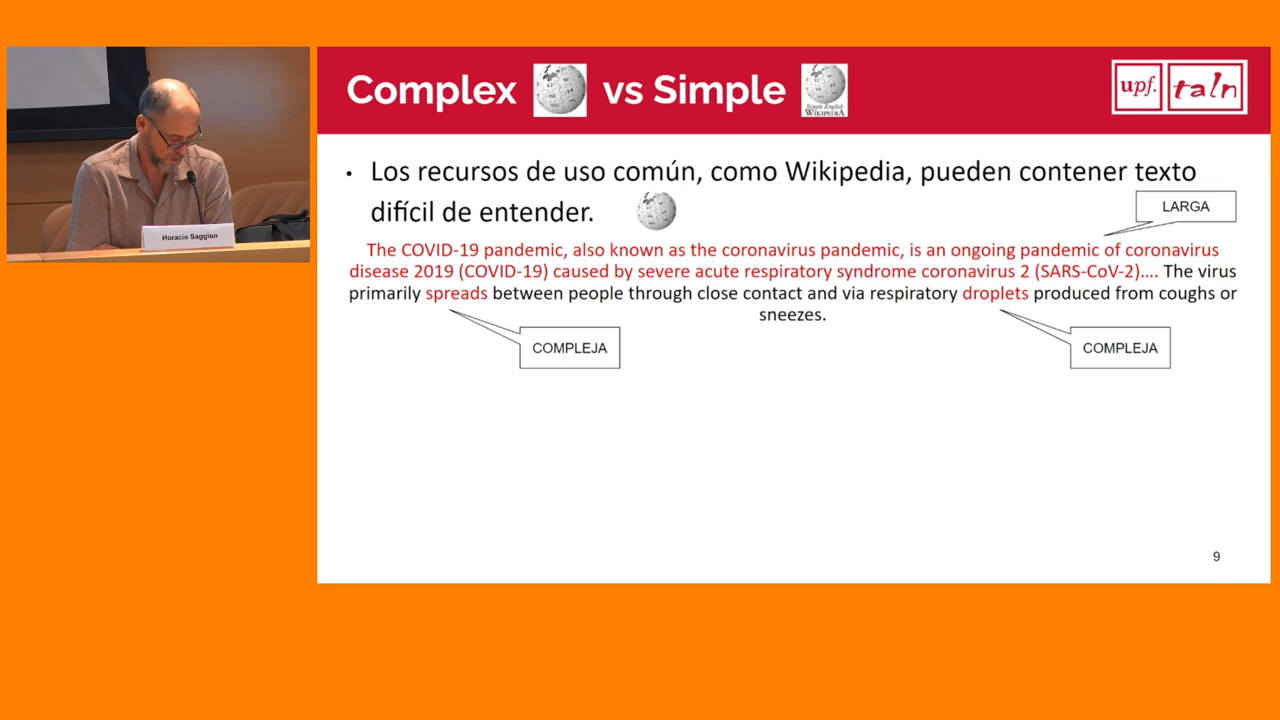 Complex vs Simple
Simple English
WIKIPEDIA
upf. taln
Los recursos de uso común, como Wikipedia, pueden contener texto
difícil de entender.
LARGA
The COVID-19 pandemic, also known as the coronavirus pandemic, is an ongoing pandemic of coronavirus
disease 2019 (COVID-19) caused by severe acute respiratory syndrome coronavirus 2 (SARS-CoV-2).... The virus
primarily spreads between people through close contact and via respiratory droplets produced from coughs or
sneezes.
COMPLEJA
COMPLEJA
9
Horacio Saggion